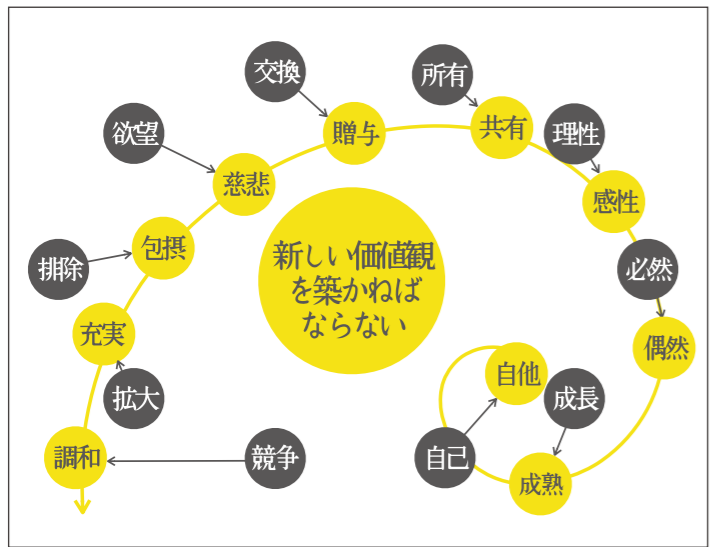 交換
所有
欲望
贈与
共有
理性
慈悲
感性
新しい価値観
を築かねば
ならない
排除
包摂
必然
充実
偶然
拡大
自他
成長
調和
競争
自己
成熟